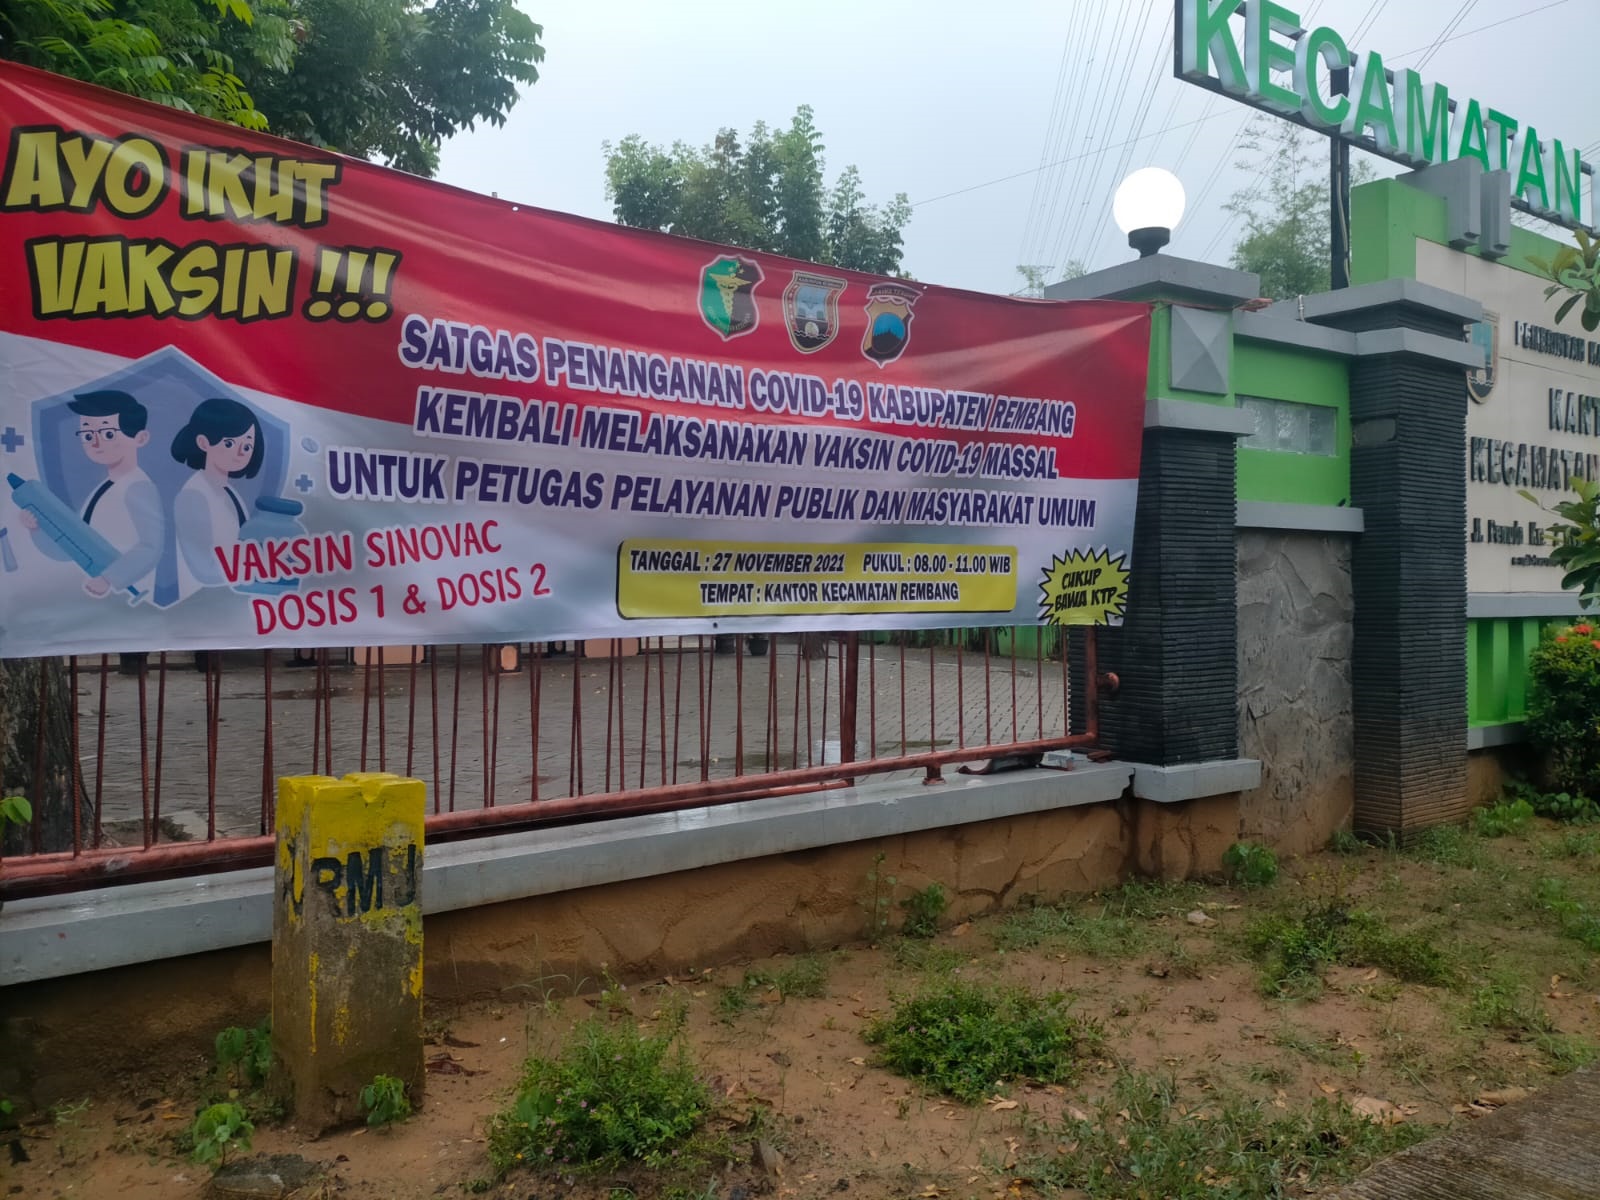 AYO IKUT
VAKSIN !!!
SATGAS PENANGANAN COVID-19 KABUPATEN REMBANG
KEMBALI MELAKSANAKAN VAKSIN COVID-19 MASSAL
UNTUK PETUGAS PELAYANAN PUBLIK DAN MASYARAKAT UMUM
VAKSIN SINOVAC
DOSIS 1 & DOSIS 2
TANGGAL : 27 NOVEMBER 2021 PUKUL : 08.00 - 11.00 WIB
TEMPAT : KANTOR KECAMATAN REMBANG
CUKUP
BAWA KTP
KECAMATAN
KECAMATAN
RMJ